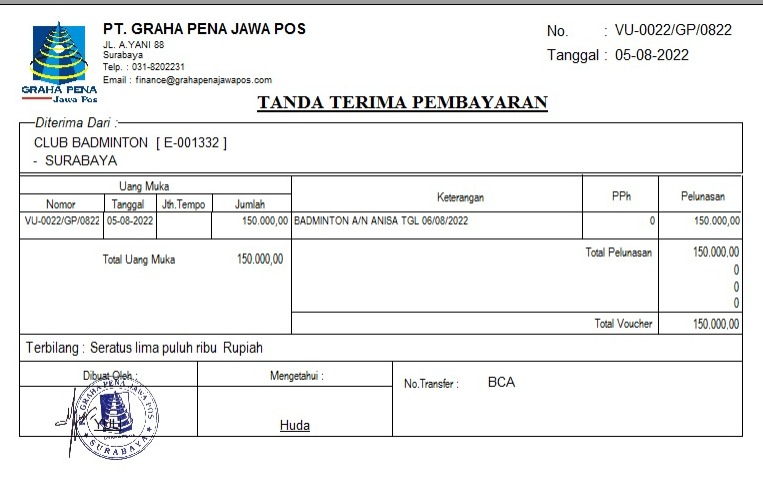 PT. GRAHA PENA JAWA POS
JL. A.YANI 88
Surabaya
Telp. : 031-8202231
Email : finance@grahapenajawapos.com
GRAHA PENA
Jawa Pos
No. : VU-0022/GP/0822
Tanggal : 05-08-2022
TANDA TERIMA PEMBAYARAN
Diterima Dari :
CLUB BADMINTON [ E-001332 ]
- SURABAYA
Uang Muka Keterangan PPh Pelunasan
Nomor Tanggal Jth.Tempo Jumlah
VU-0022/GP/0822 05-08-2022 150.000,00 BADMINTON A/N ANISA TGL 06/08/2022 0 150.000,00
Total Uang Muka 150.000,00 Total Pelunasan 150.000,00
0
0
0
Total Voucher 150.000,00
Terbilang : Seratus lima puluh ribu Rupiah
Dibuat Oleh : Mengetahui : No.Transfer : BCA
GRAHA PENA JAWA POS
YULI
SURABAYA
Huda